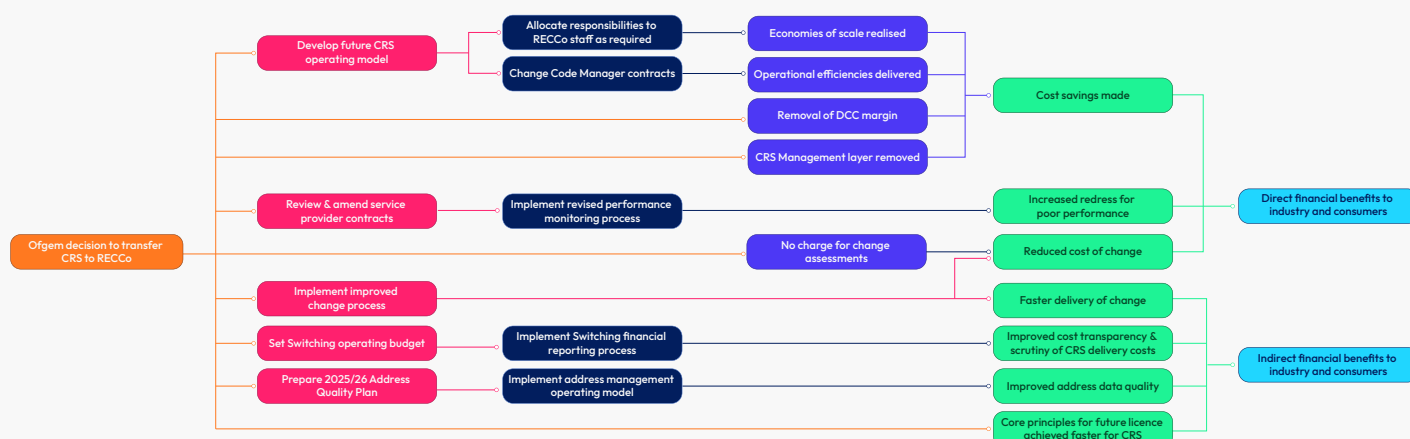 Ofgem decision to transfer
CRS to RECCo
Develop future CRS
operating model
Review & amend service
provider contracts
Implement improved
change process
Set Switching operating budget
Prepare 2025/26 Address
Quality Plan
Allocate responsibilities to
RECCo staff as required
Change Code Manager contracts
Implement revised performance
monitoring process
Implement Switching financial
reporting process
Implement address management
operating model
Economies of scale realised
Operational efficiencies delivered
Removal of DCC margin
CRS Management layer removed
No charge for change
assessments
Cost savings made
Increased redress for
poor performance
Reduced cost of change
Faster delivery of change
Improved cost transparency &
scrutiny of CRS delivery costs
Improved address data quality
Core principles for future licence
achieved faster for CRS
Direct financial benefits to
industry and consumers
Indirect financial benefits to
industry and consumers